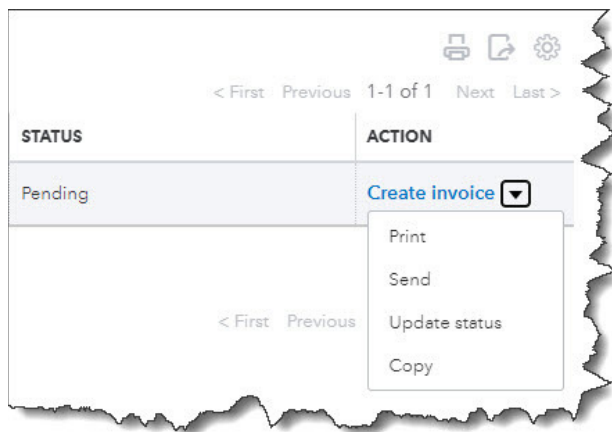 < First Previous 1-1 of 1 Next Last >
STATUS ACTION
Pending Create invoice
Print
Send
< First Previous
Update status
Copy